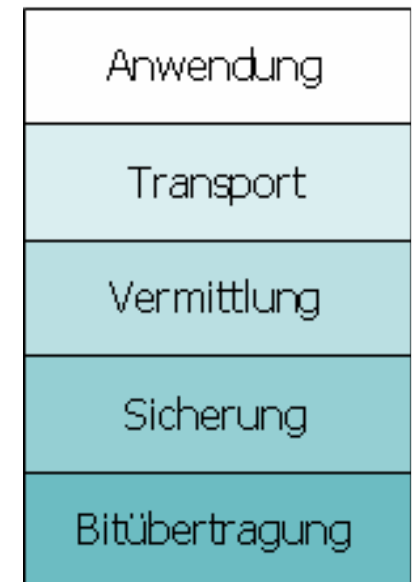 Anwendung
Transport
Vermittlung
Sicherung
Bitübertragung